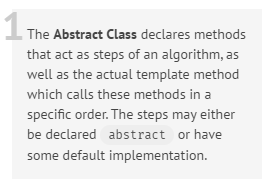 1
The Abstract Class declares methods
that act as steps of an algorithm, as
well as the actual template method
which calls these methods in a
specific order. The steps may either
be declared abstract or have
some default implementation.